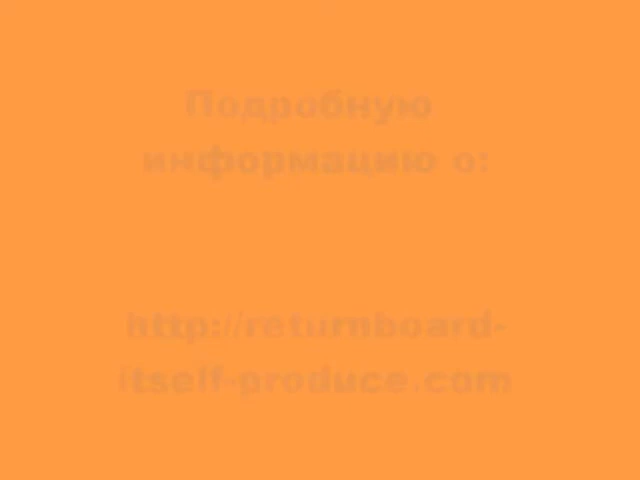 Подробную
информацию о:
http://returnboard-
itself-produce.com